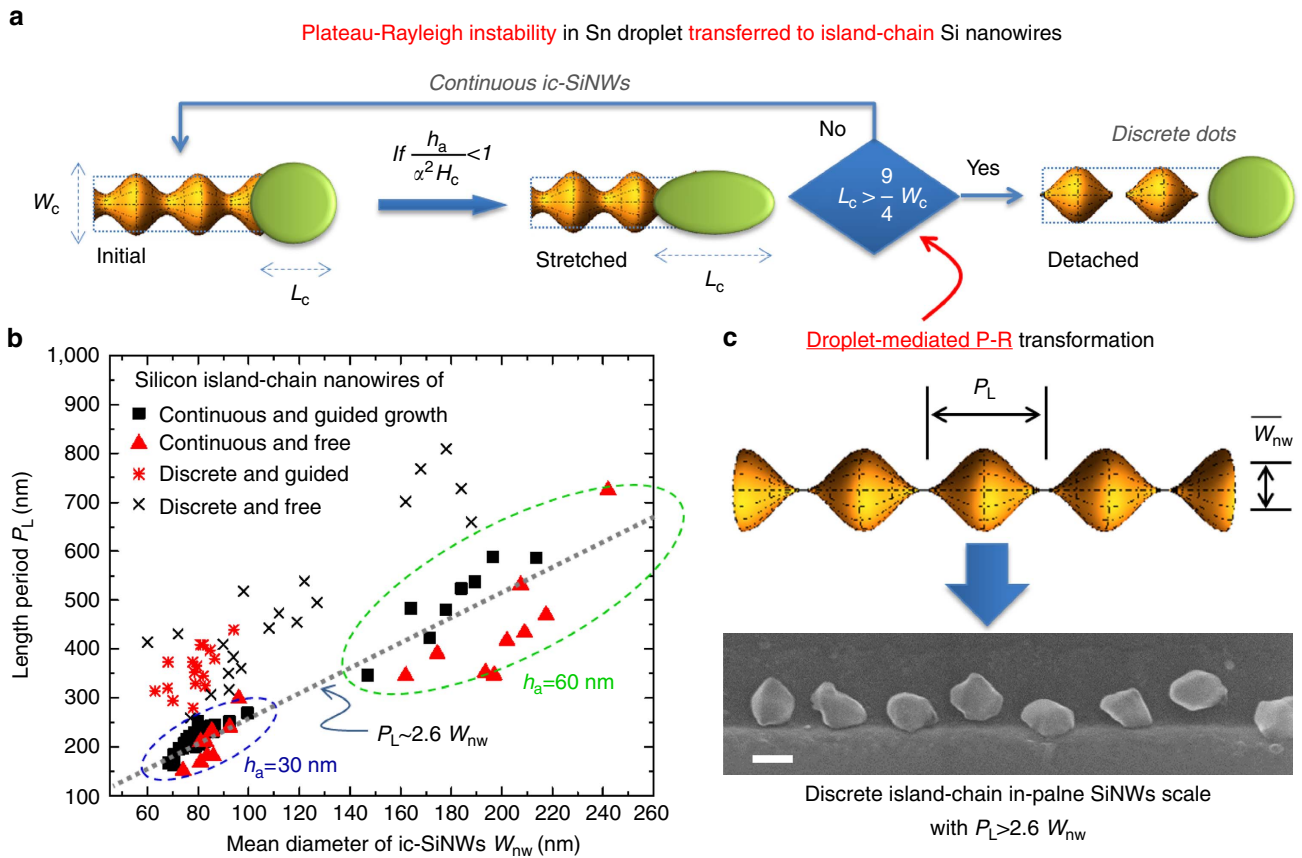 a
Plateau-Rayleigh instability in Sn droplet transferred to island-chain Si nanowires
Continuous ic-SiNWs
No
Discrete dots
If h_a/α²H_c <1
Yes
W_c
L_c > 9/4 W_c
Initial
Stretched
Detached
L_c
L_c
Droplet-mediated P-R transformation
b
Silicon island-chain nanowires of
Continuous and guided growth
Continuous and free
Discrete and guided
Discrete and free
1,000
900
800
700
600
500
400
300
200
100
Length period P_L (nm)
h_a=60 nm
P_L~2.6 W_nw
h_a=30 nm
60 80 100 120 140 160 180 200 220 240 260
Mean diameter of ic-SiNWs W_nw (nm)
c
P_L
W_nw
Discrete island-chain in-palne SiNWs scale
with P_L>2.6 W_nw